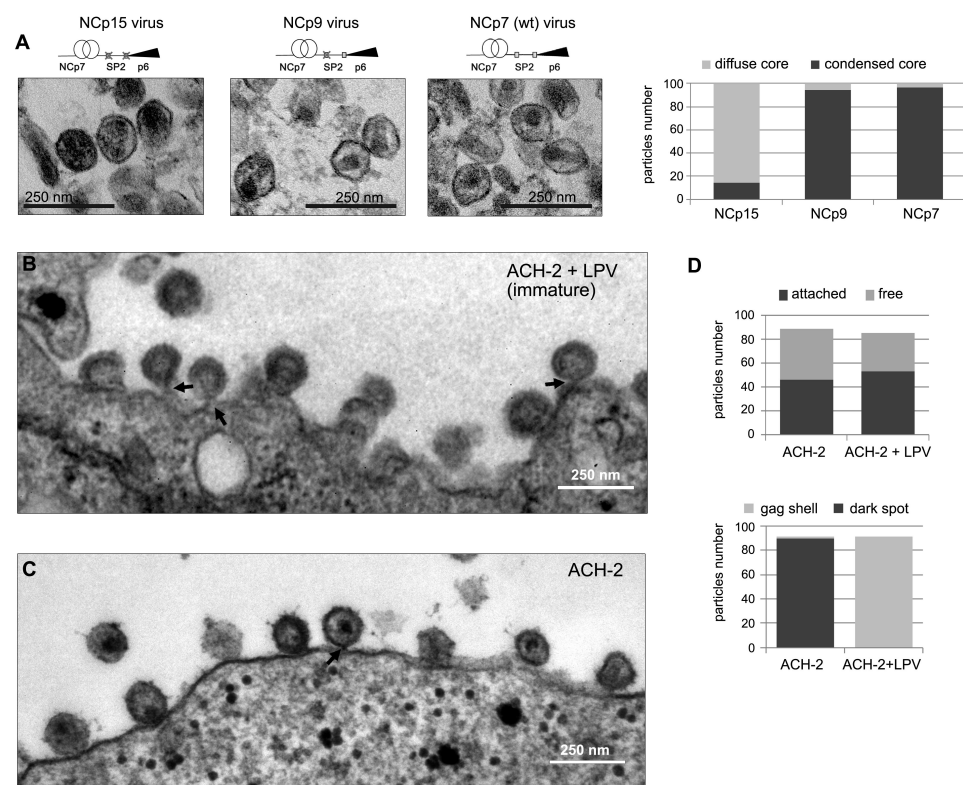 A
NCp15 virus
NCp9 virus
NCp7 (wt) virus
NCp7 SP2 p6
NCp7 SP2 p6
NCp7 SP2 p6
250 nm
250 nm
250 nm
diffuse core condensed core
particles number
100
80
60
40
20
0
NCp15 NCp9 NCp7
B
ACH-2 + LPV
(immature)
250 nm
C
ACH-2
250 nm
D
attached free
particles number
100
80
60
40
20
0
ACH-2 ACH-2 + LPV
gag shell dark spot
particles number
100
80
60
40
20
0
ACH-2 ACH-2+LPV